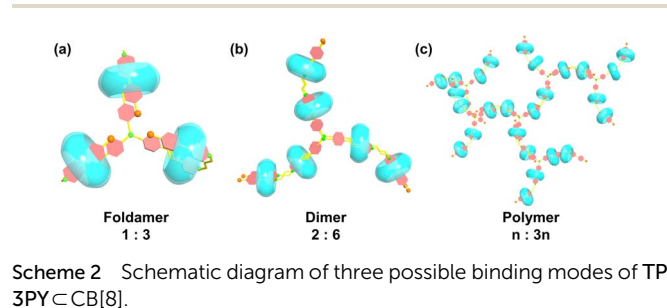 (a) (b) (c)
Foldamer Dimer Polymer
1 : 3 2 : 6 n : 3n
Scheme 2 Schematic diagram of three possible binding modes of TP
3PY⊂CB[8].